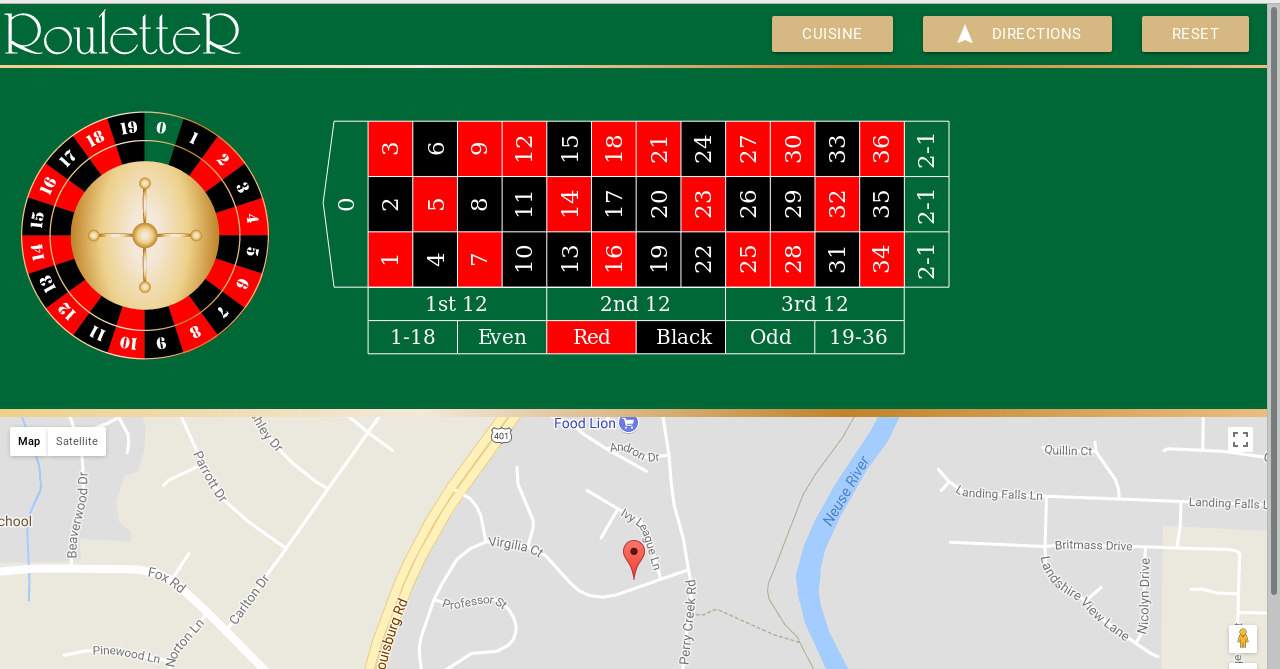 RouletteR
CUISINE
DIRECTIONS
RESET
0 1 2 3 4 5 6 7 8 9 10 11 12 13 14 15 16 17 18 19
3 6 9 12 15 18 21 24 27 30 33 36 2-1
0
2 5 8 11 14 17 20 23 26 29 32 35 2-1
1 4 7 10 13 16 19 22 25 28 31 34 2-1
1st 12 2nd 12 3rd 12
1-18 Even Red Black Odd 19-36
Map Satellite
Food Lion
401
hley Dr
Parrott Dr
Andron Dr
Neuse River
Quillin Ct
Landing Falls Ln
Landing Falls L
chool
Beaverwood Dr
Ivy League Ln
Virgilia Ct
Britmass Drive
Fox Rd
Carlton Dr
Professor St
Perry Creek Rd
Landshire View Lane
Nicolyn Drive
Norton Ln
Pinewood Ln
ouisburg Rd